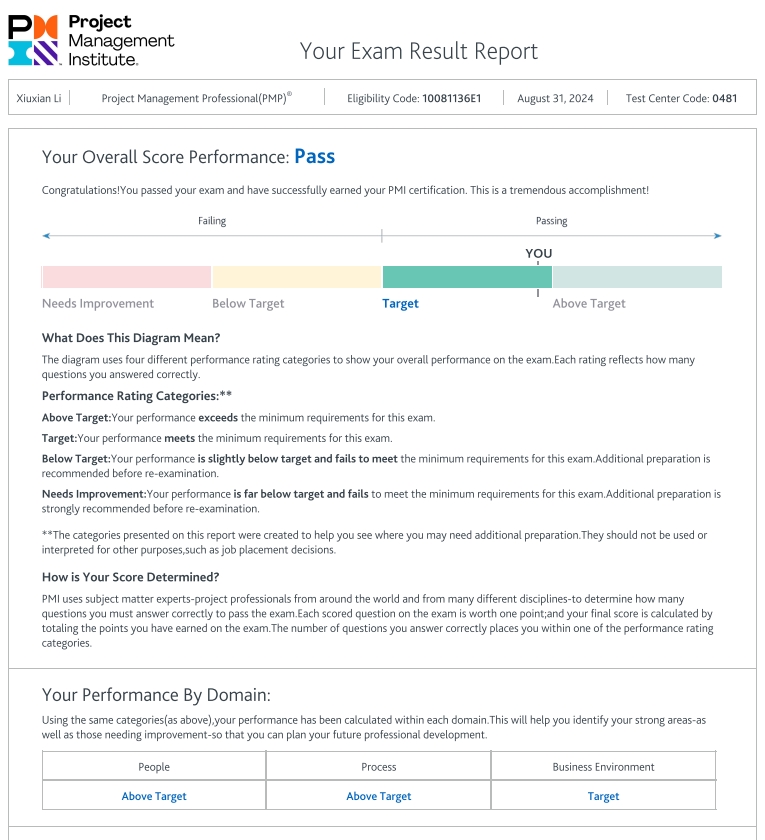 Project
Management
Institute.
Your Exam Result Report
Xiuxian Li Project Management Professional(PMP)® Eligibility Code: 10081136E1 August 31, 2024 Test Center Code: 0481
Your Overall Score Performance: Pass
Congratulations!You passed your exam and have successfully earned your PMI certification. This is a tremendous accomplishment!
Failing Passing
YOU
Needs Improvement Below Target Target Above Target
What Does This Diagram Mean?
The diagram uses four different performance rating categories to show your overall performance on the exam.Each rating reflects how many
questions you answered correctly.
Performance Rating Categories:**
Above Target:Your performance exceeds the minimum requirements for this exam.
Target:Your performance meets the minimum requirements for this exam.
Below Target:Your performance is slightly below target and fails to meet the minimum requirements for this exam.Additional preparation is
recommended before re-examination.
Needs Improvement:Your performance is far below target and fails to meet the minimum requirements for this exam.Additional preparation is
strongly recommended before re-examination.
**The categories presented on this report were created to help you see where you may need additional preparation.They should not be used or
interpreted for other purposes,such as job placement decisions.
How is Your Score Determined?
PMI uses subject matter experts-project professionals from around the world and from many different disciplines-to determine how many
questions you must answer correctly to pass the exam.Each scored question on the exam is worth one point;and your final score is calculated by
totaling the points you have earned on the exam.The number of questions you answer correctly places you within one of the performance rating
categories.
Your Performance By Domain:
Using the same categories(as above),your performance has been calculated within each domain.This will help you identify your strong areas-as
well as those needing improvement-so that you can plan your future professional development.
People Process Business Environment
Above Target Above Target Target